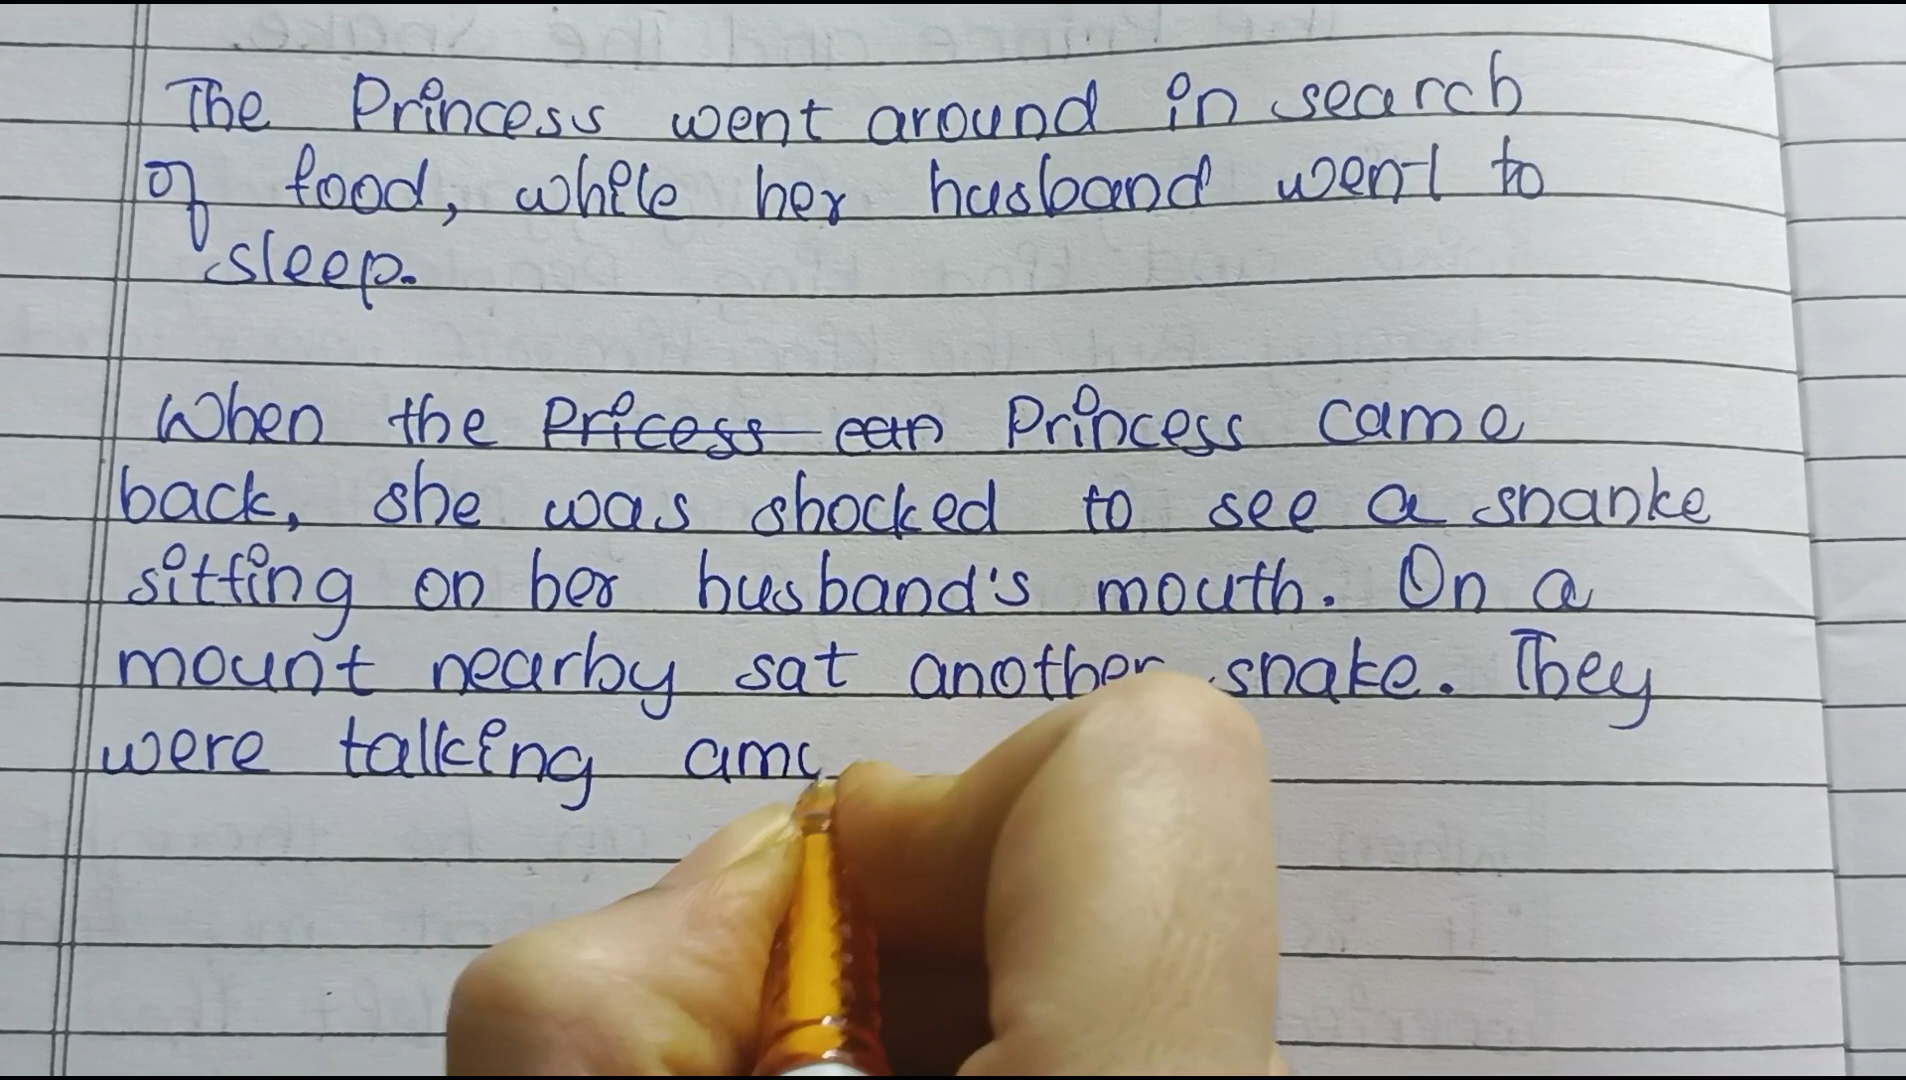 The Princess went around in search
of food, while her husband went to
sleep.
When the Pricess can Princess came
back, she was shocked to see a snanke
sitting on her husband's mouth. On a
mount nearby sat another snake. They
were talking amo